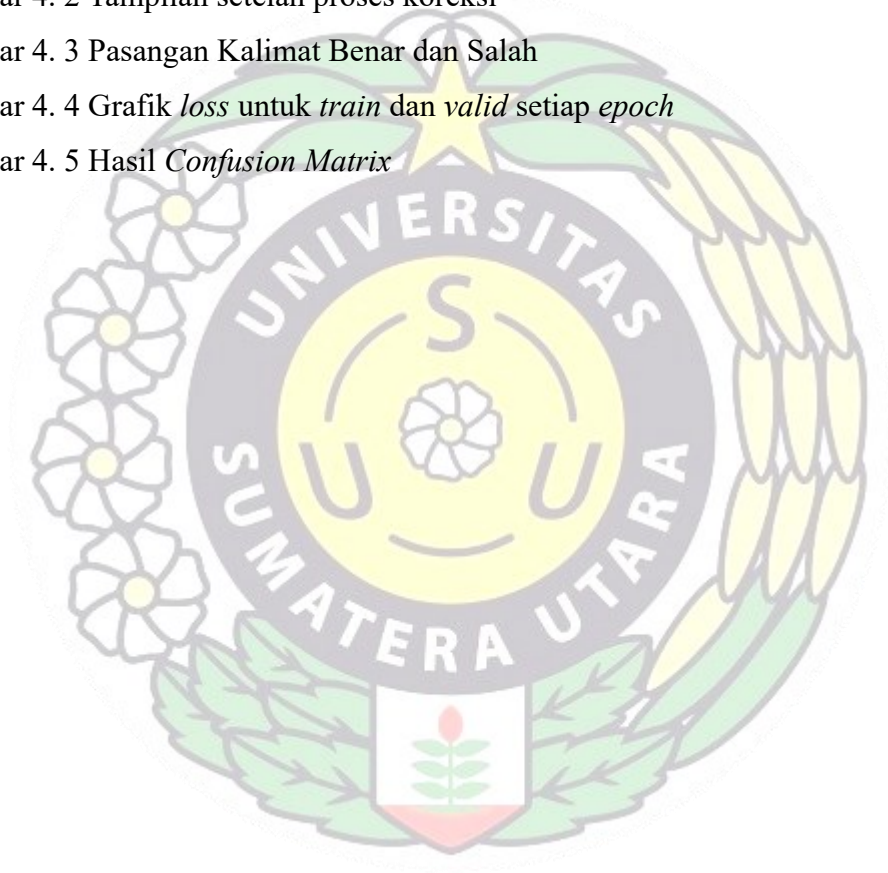 ar 4. 2 Tampilan setelah proses koreksi
ar 4. 3 Pasangan Kalimat Benar dan Salah
ar 4. 4 Grafik loss untuk train dan valid setiap epoch
ar 4. 5 Hasil Confusion Matrix
UNIVERSITAS
S
U U
SUMATERA UTARA